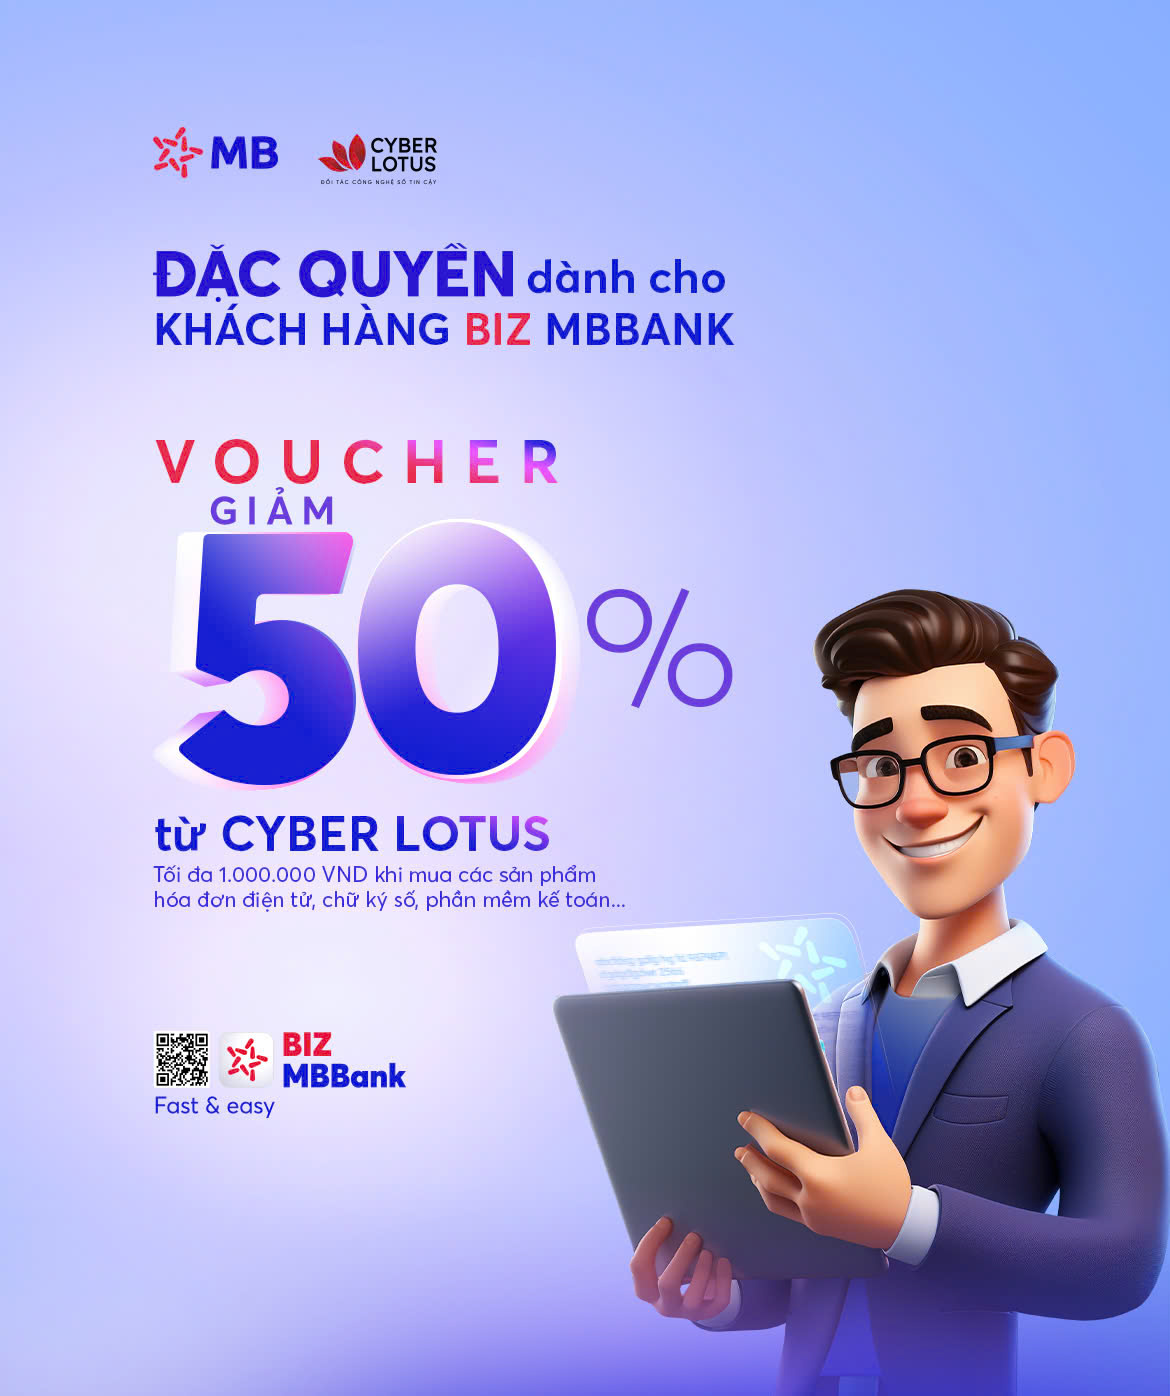 MB
CYBER
LOTUS
ĐỐI TÁC CÔNG NGHỆ SỐ TIN CẬY
ĐẶC QUYỀN dành cho
KHÁCH HÀNG BIZ MBBANK
VOUCHER
GIẢM
50%
từ CYBER LOTUS
Tối đa 1.000.000 VND khi mua các sản phẩm
hóa đơn điện tử, chữ ký số, phần mềm kế toán...
BIZ
MBBank
Fast & easy